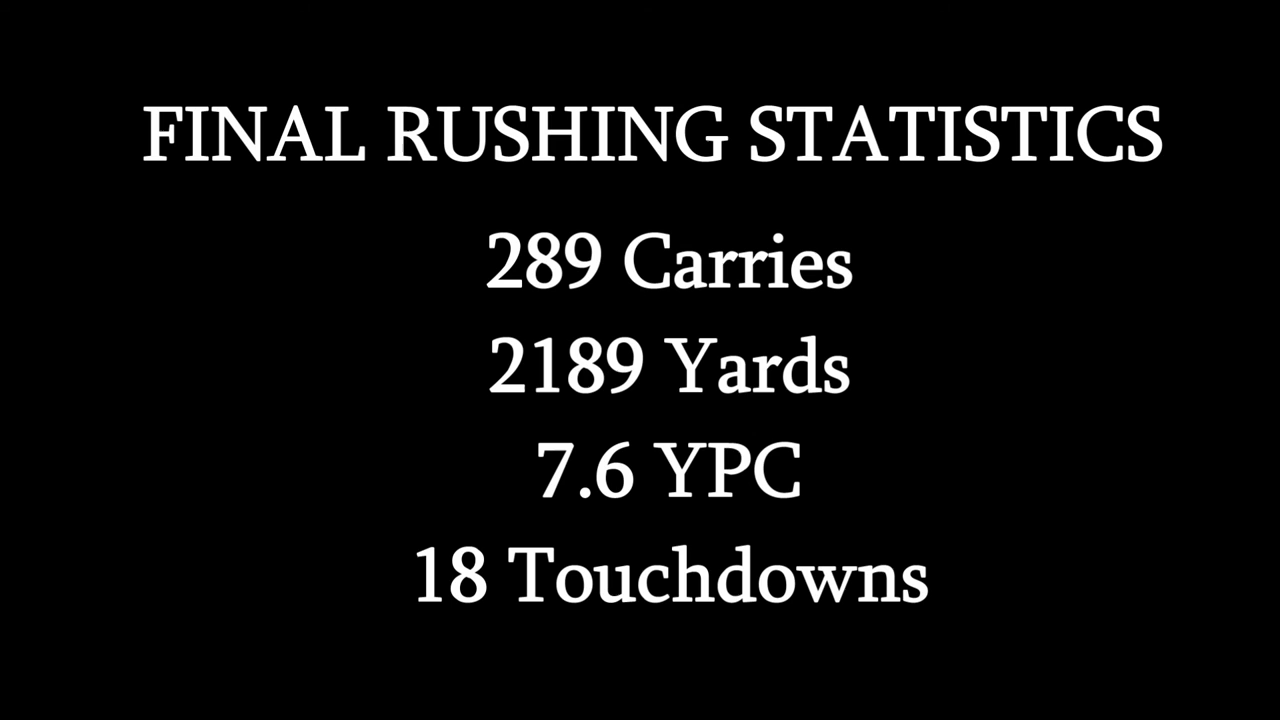 FINAL RUSHING STATISTICS
289 Carries
2189 Yards
7.6 YPC
18 Touchdowns